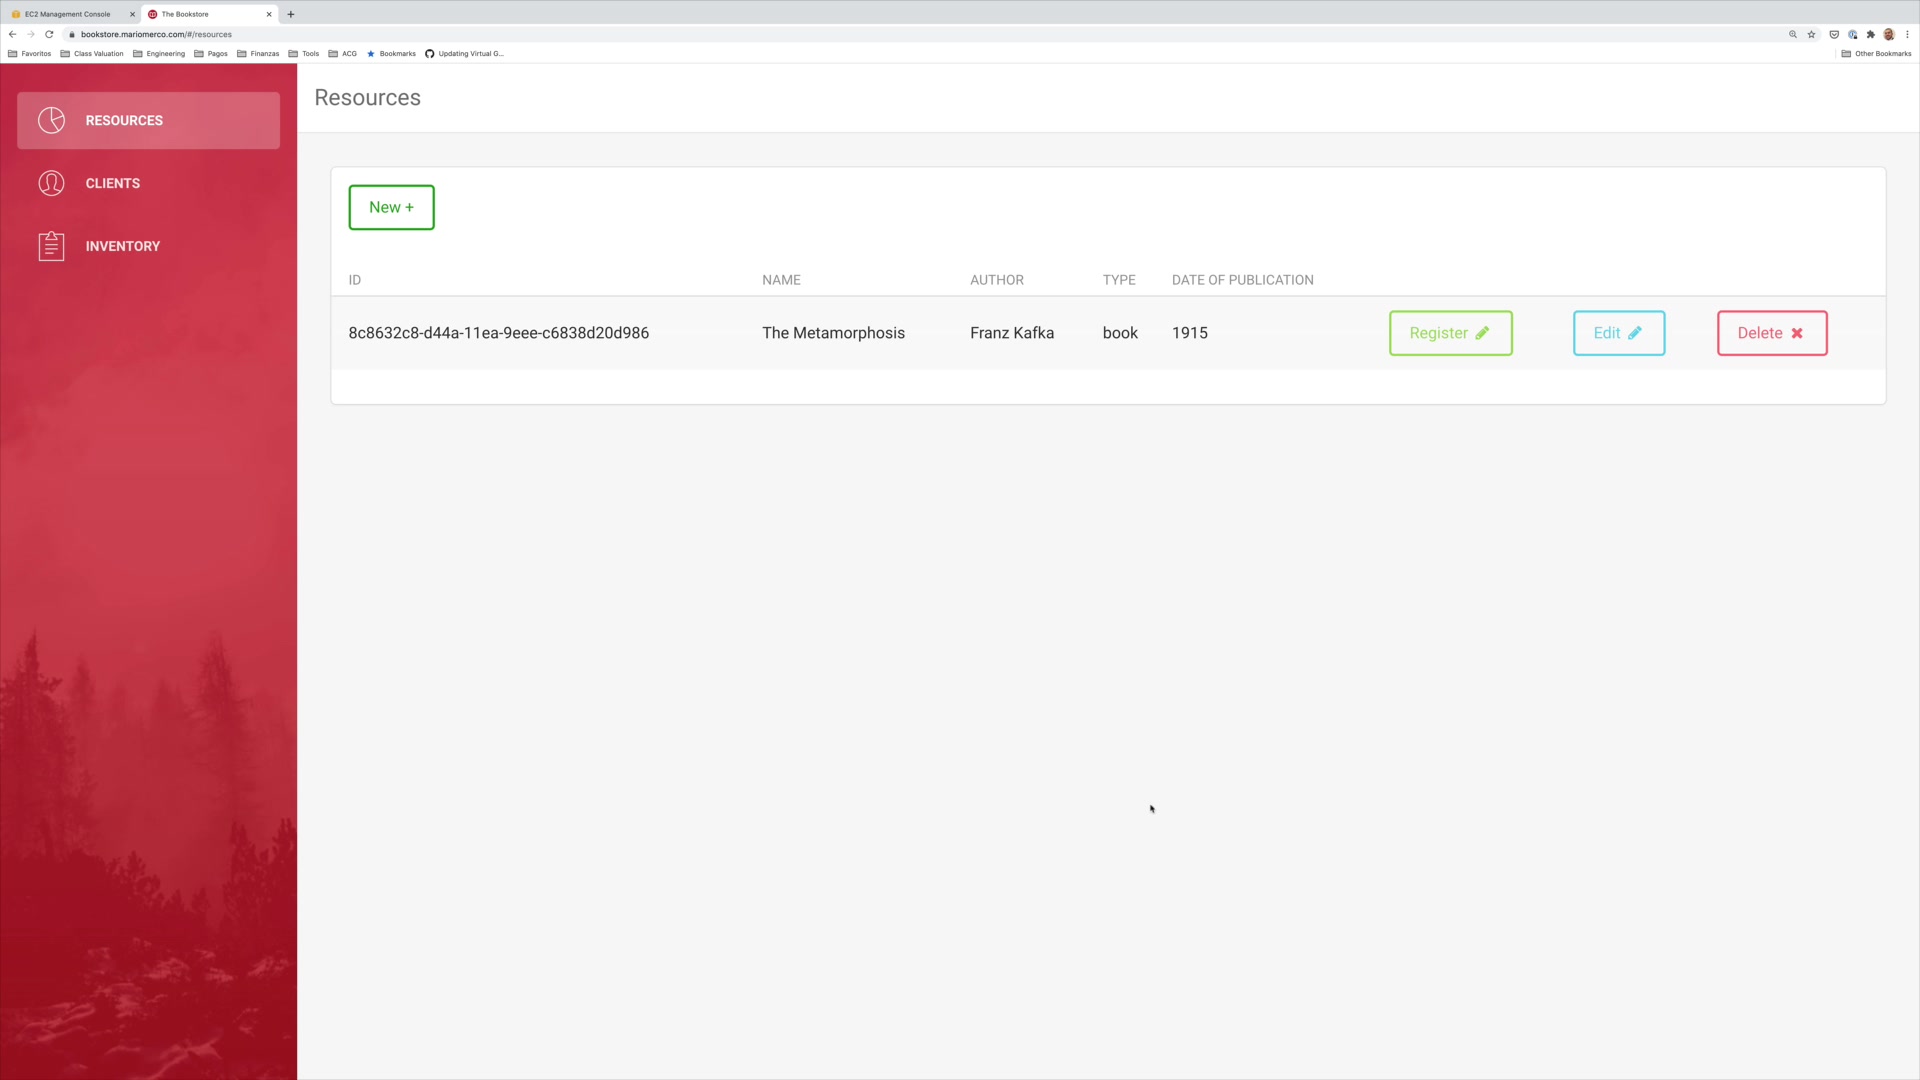 EC2 Management Console
The Bookstore
bookstore.mariomerco.com/#/resources
Favoritos Class Valuation Engineering Pagos Finanzas Tools ACG Bookmarks Updating Virtual G... Other Bookmarks
RESOURCES
CLIENTS
INVENTORY
Resources
New +
ID NAME AUTHOR TYPE DATE OF PUBLICATION
8c8632c8-d44a-11ea-9eee-c6838d20d986 The Metamorphosis Franz Kafka book 1915 Register Edit Delete